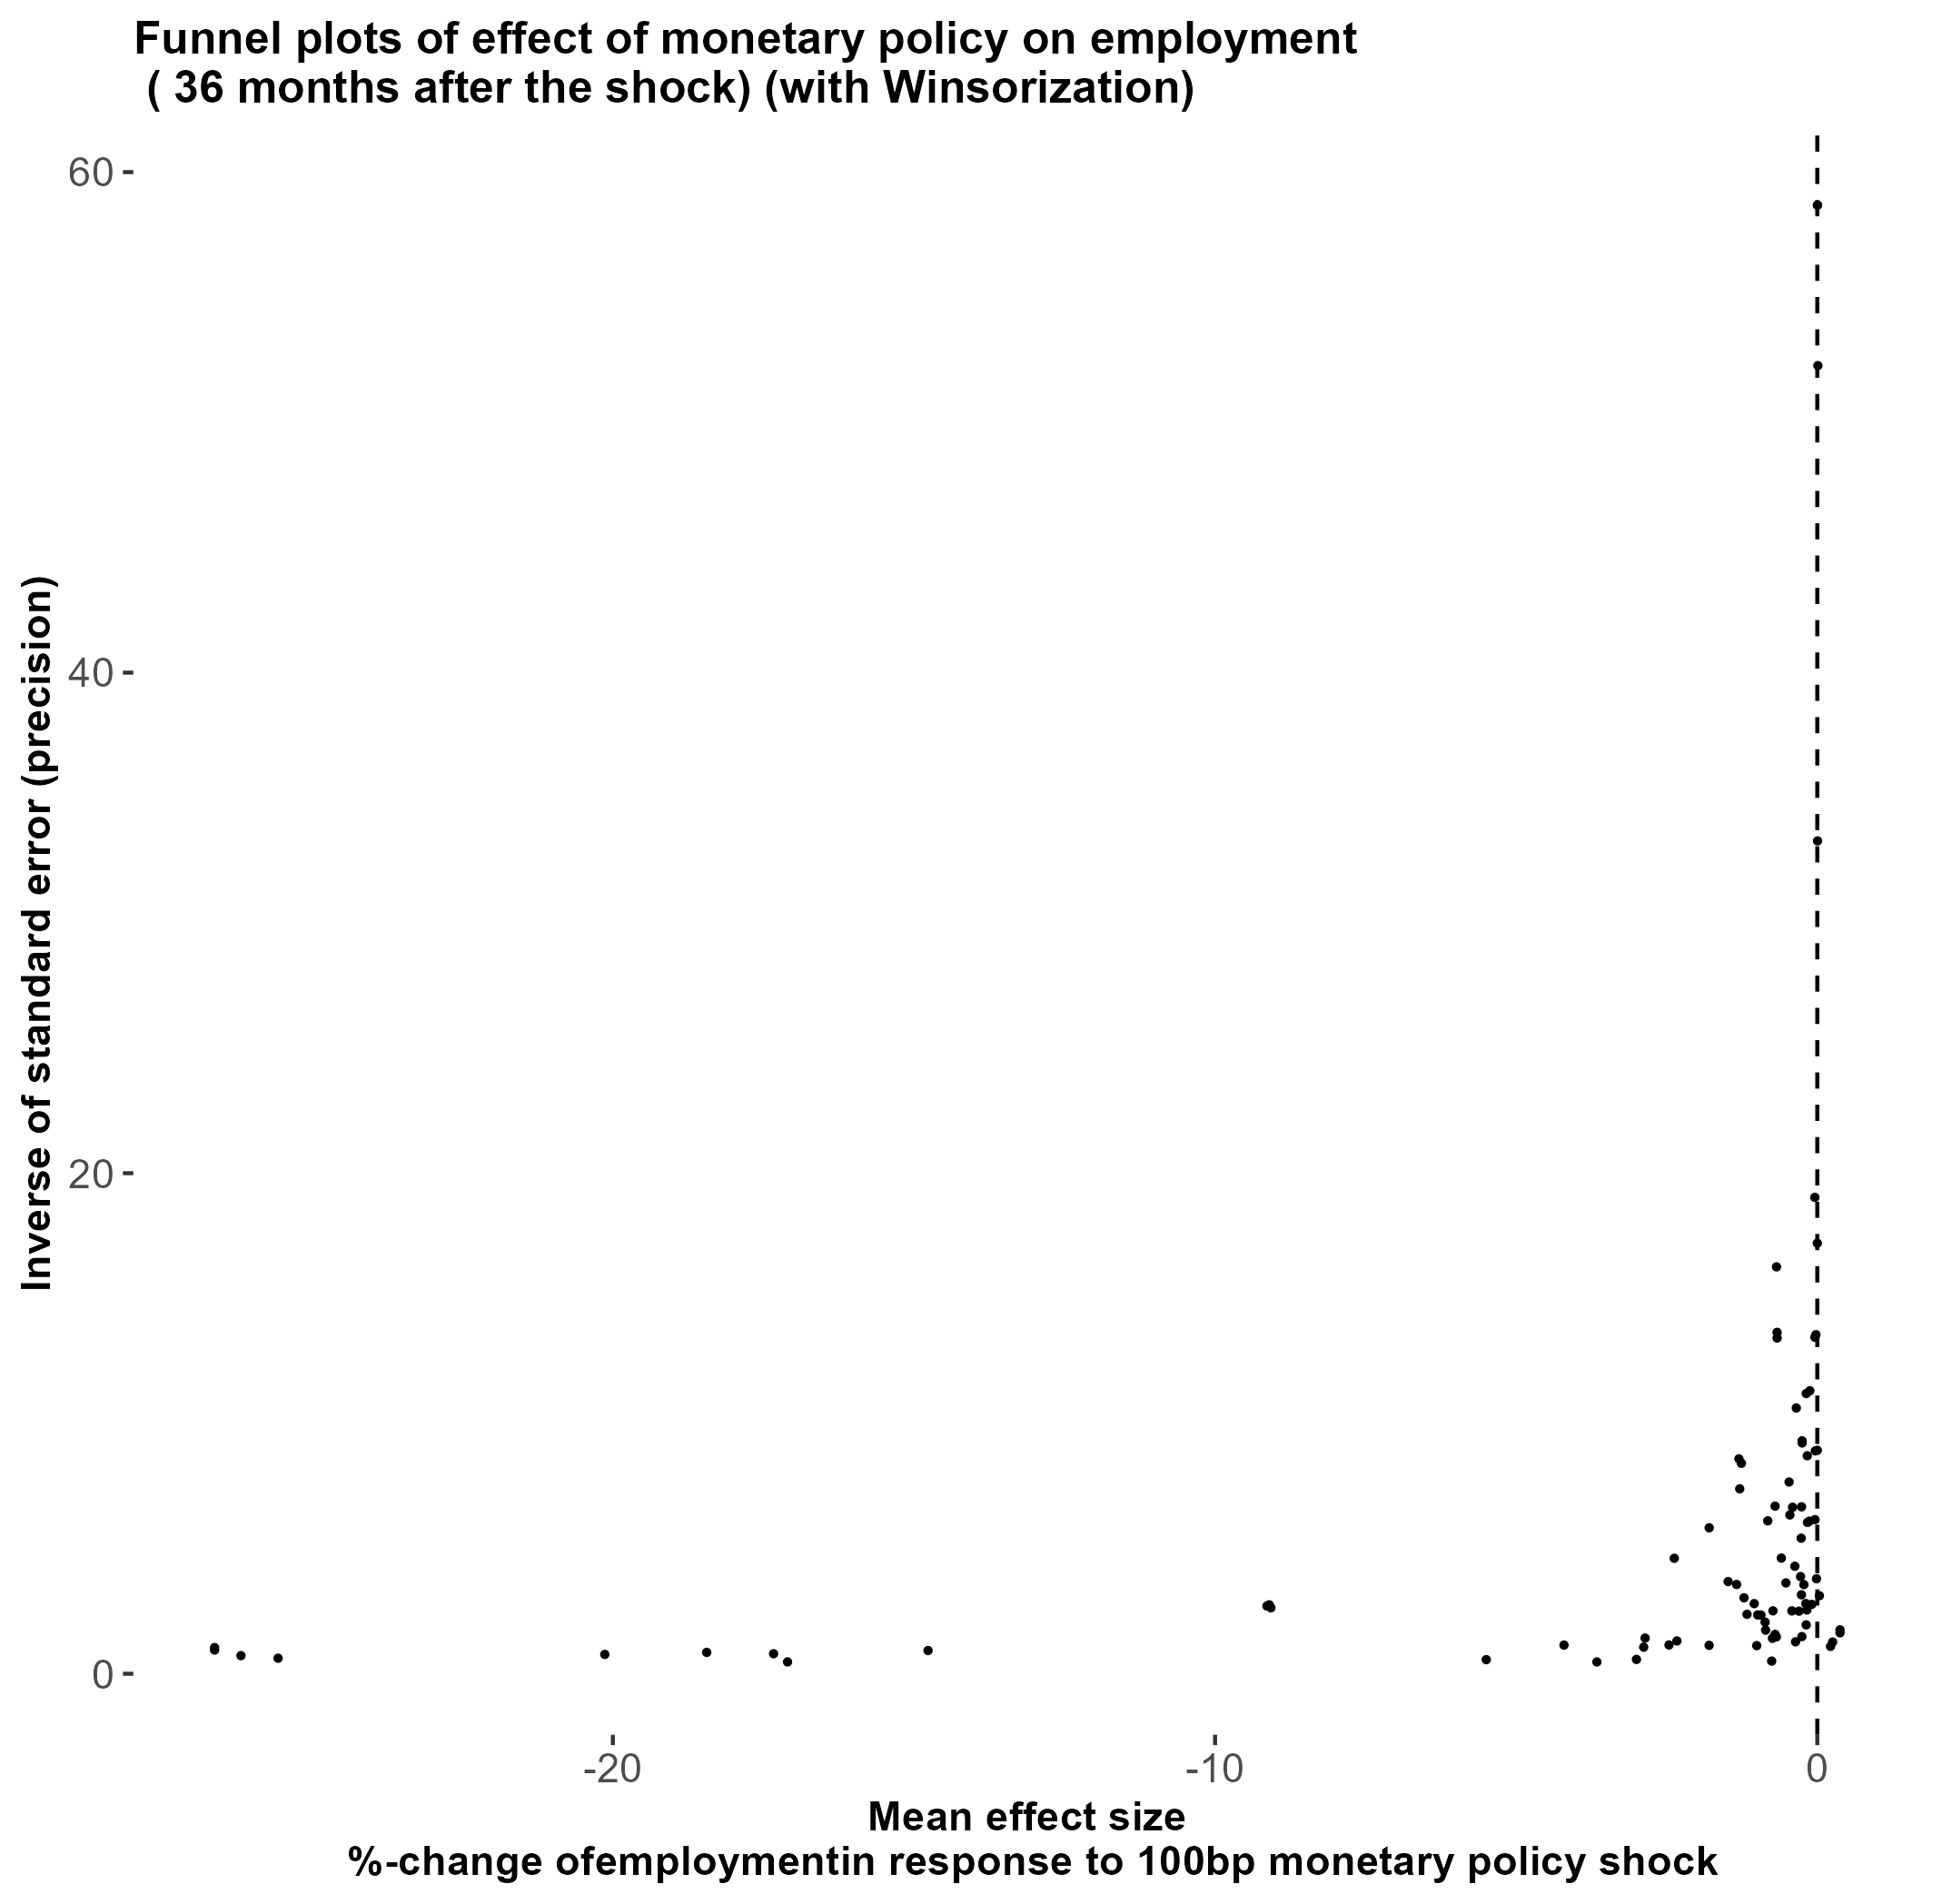 Funnel plots of effect of monetary policy on employment
( 36 months after the shock) (with Winsorization)
Inverse of standard error (precision)
60
40
20
0
-20
-10
0
Mean effect size
%-change ofemploymentin response to 100bp monetary policy shock